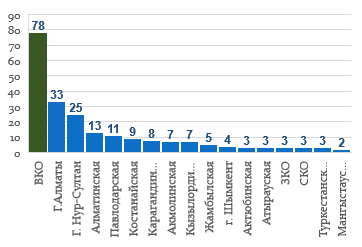 90
80
70
60
50
40
30
20
10
0
78
33
25
13
11
9
8
7
7
5
4
3
3
3
3
3
2
ВКО
Г.Алматы
Г. Нур-Султан
Алматинская
Павлодарская
Костанайская
Карагандин...
Акмолинская
Кызылорди...
Жамбылская
г. Шымкент
Актюбинская
Атырауская
ЗКО
СКО
Туркестанск...
Мангыстаус...